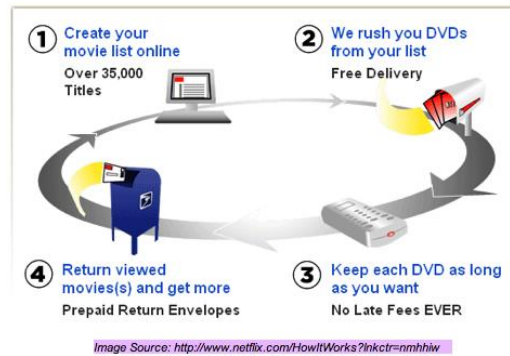 1 Create your
movie list online
Over 35,000
Titles
2 We rush you DVDs
from your list
Free Delivery
3 Keep each DVD as long
as you want
No Late Fees EVER
4 Return viewed
movies(s) and get more
Prepaid Return Envelopes
Image Source: http://www.netflix.com/HowItWorks?lnkctr=nmhhiw